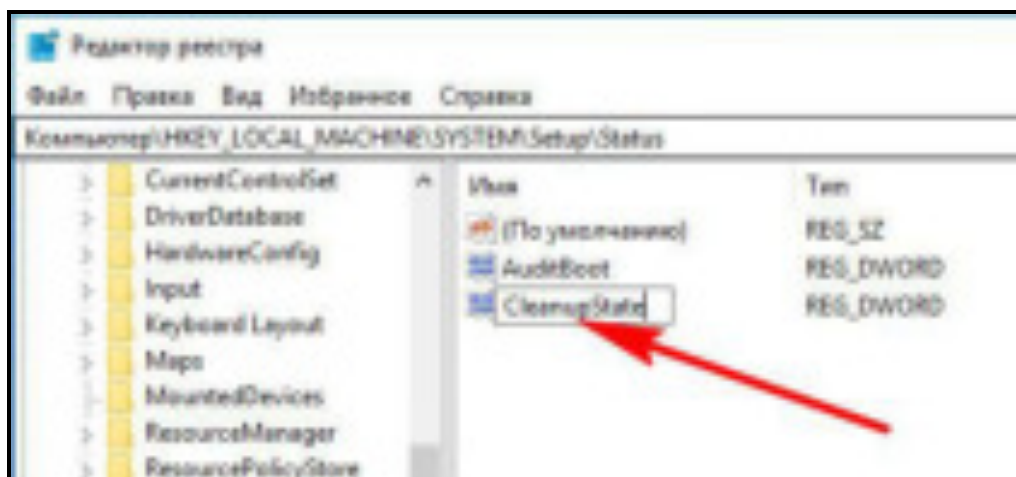 Редактор реестра
Файл Правка Вид Избранное Справка
Компьютер\HKEY_LOCAL_MACHINE\SYSTEM\Setup\Status
CurrentControlSet
DriverDatabase
HardwareConfig
Input
Keyboard Layout
Maps
MountedDevices
ResourceManager
ResourcePolicyStore
Имя Тип
(По умолчанию) REG_SZ
AuditBoot REG_DWORD
CleanupState REG_DWORD